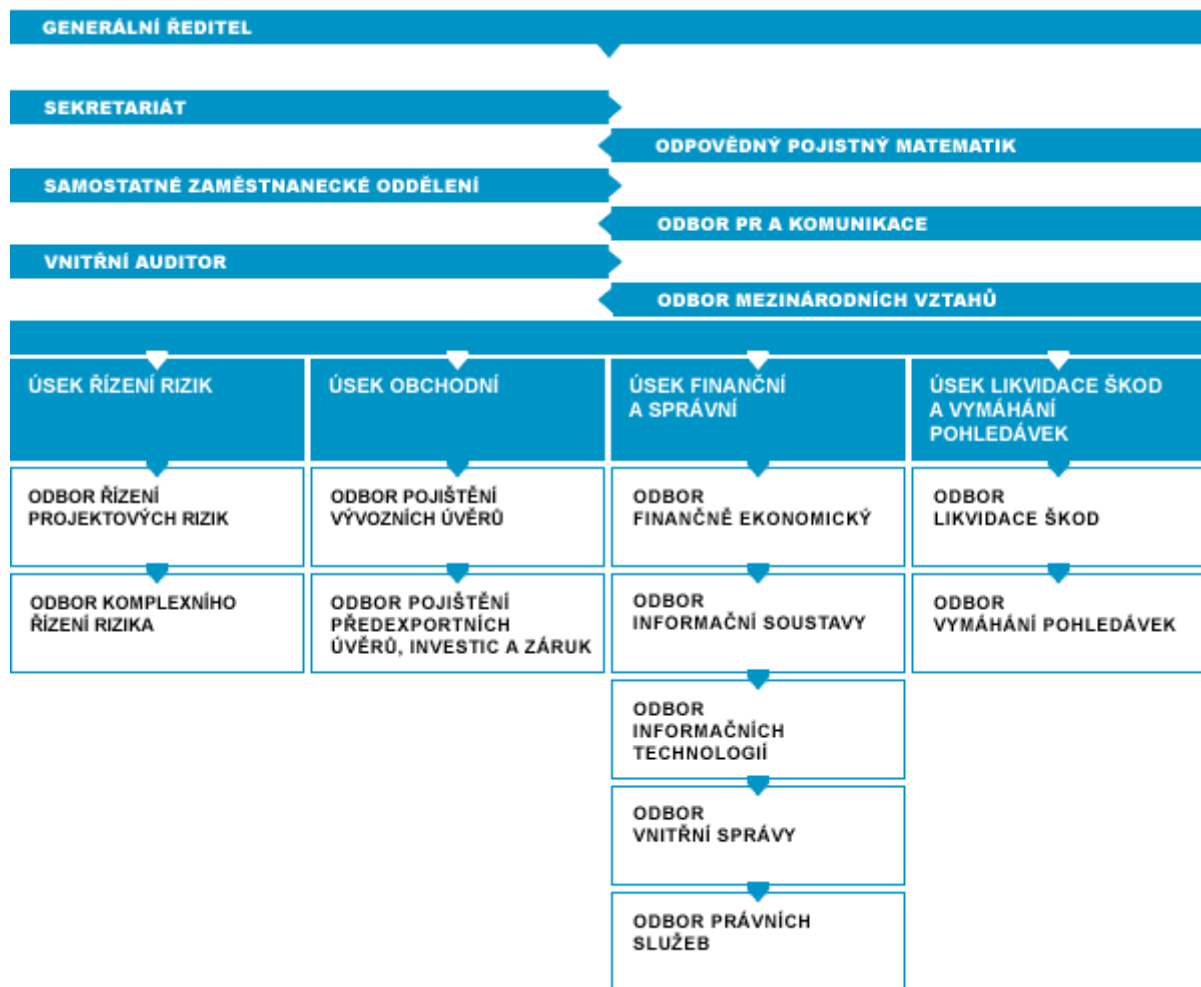 GENERÁLNÍ ŘEDITEL
SEKRETARIÁT
ODPOVĚDNÝ POJISTNÝ MATEMATIK
SAMOSTATNÉ ZAMĚSTNANECKÉ ODDĚLENÍ
ODBOR PR A KOMUNIKACE
VNITŘNÍ AUDITOR
ODBOR MEZINÁRODNÍCH VZTAHŮ
ÚSEK ŘÍZENÍ RIZIK
ODBOR ŘÍZENÍ
PROJEKTOVÝCH RIZIK
ODBOR KOMPLEXNÍHO
ŘÍZENÍ RIZIKA
ÚSEK OBCHODNÍ
ODBOR POJIŠTĚNÍ
VÝVOZNÍCH ÚVĚRŮ
ODBOR POJIŠTĚNÍ
PŘEDEXPORTNÍCH
ÚVĚRŮ, INVESTIC A ZÁRUK
ÚSEK FINANČNÍ
A SPRÁVNÍ
ODBOR
FINANČNĚ EKONOMICKÝ
ODBOR
INFORMAČNÍ SOUSTAVY
ODBOR
INFORMAČNÍCH
TECHNOLOGIÍ
ODBOR
VNITŘNÍ SPRÁVY
ODBOR PRÁVNÍCH
SLUŽEB
ÚSEK LIKVIDACE ŠKOD
A VYMÁHÁNÍ
POHLEDÁVEK
ODBOR
LIKVIDACE ŠKOD
ODBOR
VYMÁHÁNÍ POHLEDÁVEK